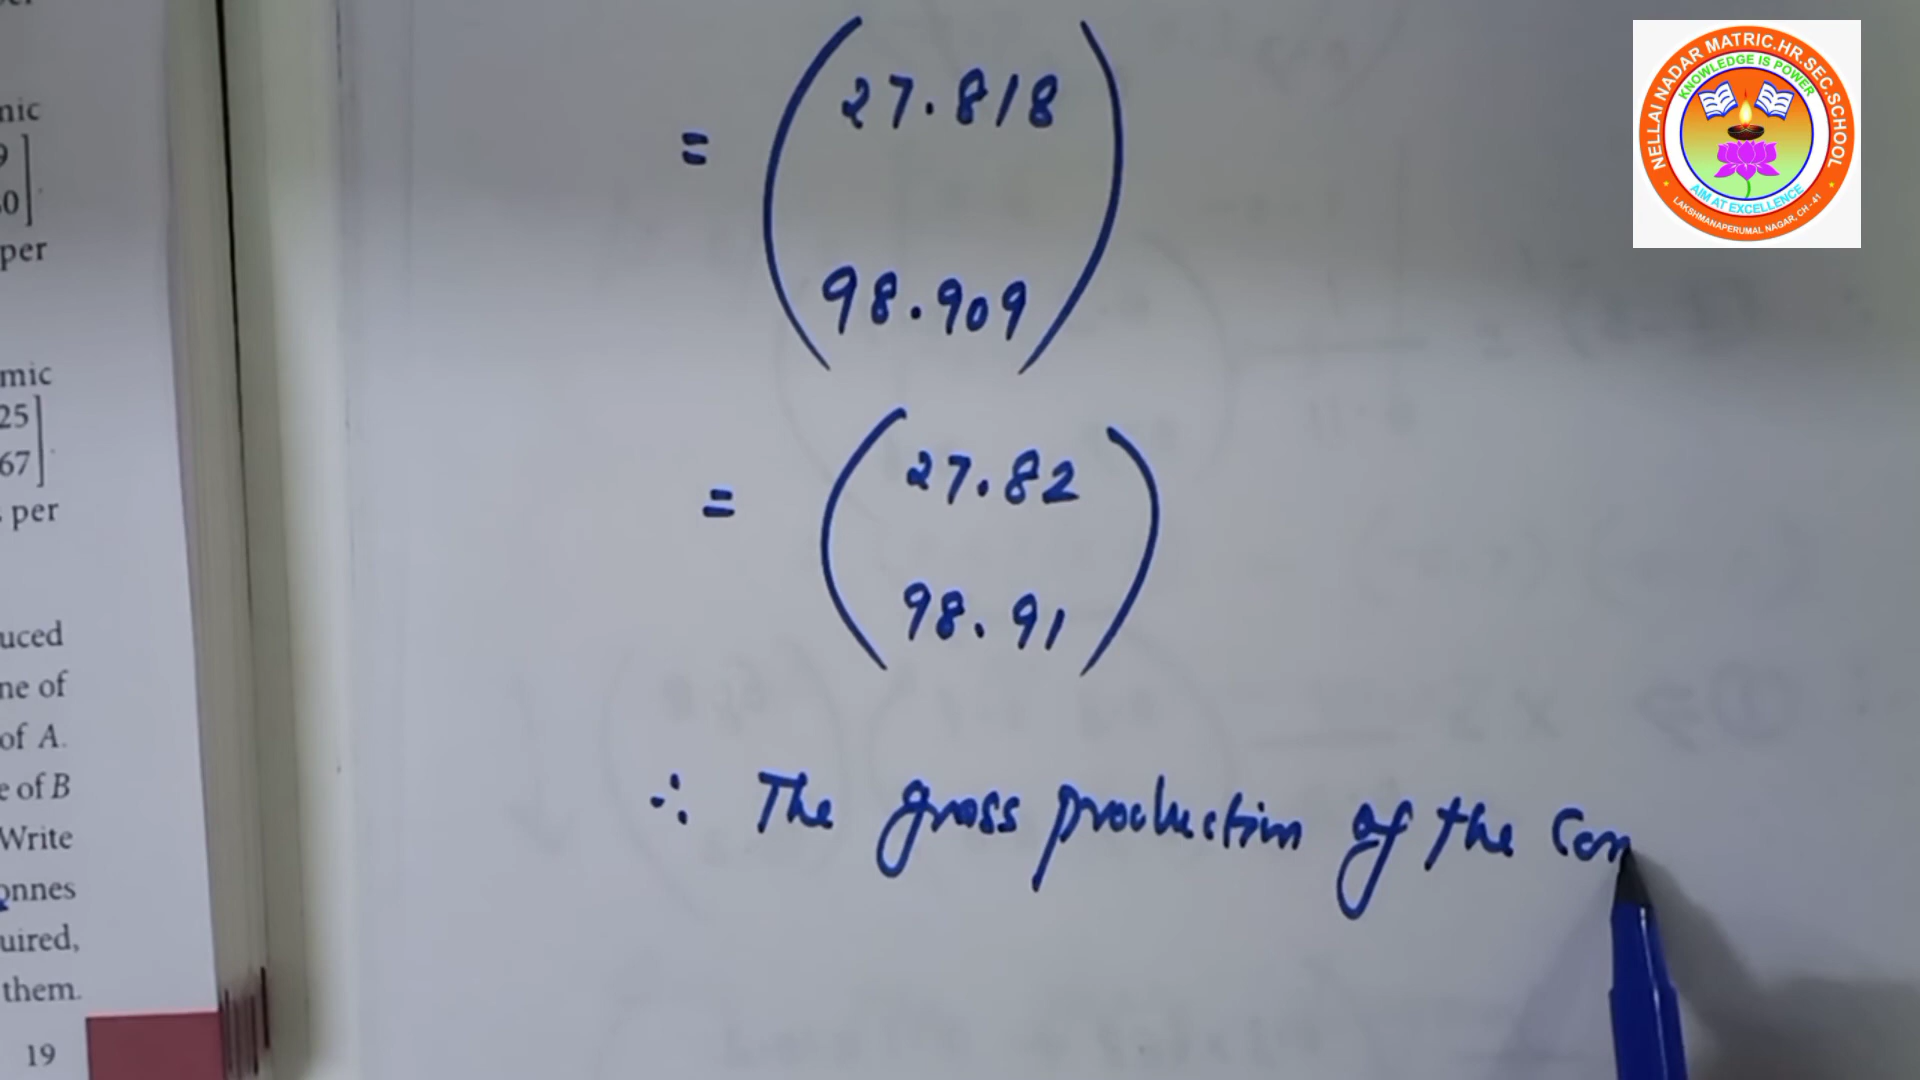 nic
9
.0
per
mic
25
67
per
uced
ne of
of A.
e of B
Write
onnes
uired,
them.
19
= ( 27.818
98.909 )
= ( 27.82
98.91 )
∴ The gross production of the Com
NELLAI NADAR MATRIC.HR.SEC.SCHOOL
KNOWLEDGE IS POWER
AIM AT EXCELLENCE
LAKSHMANAPERUMAL NAGAR, CH - 41